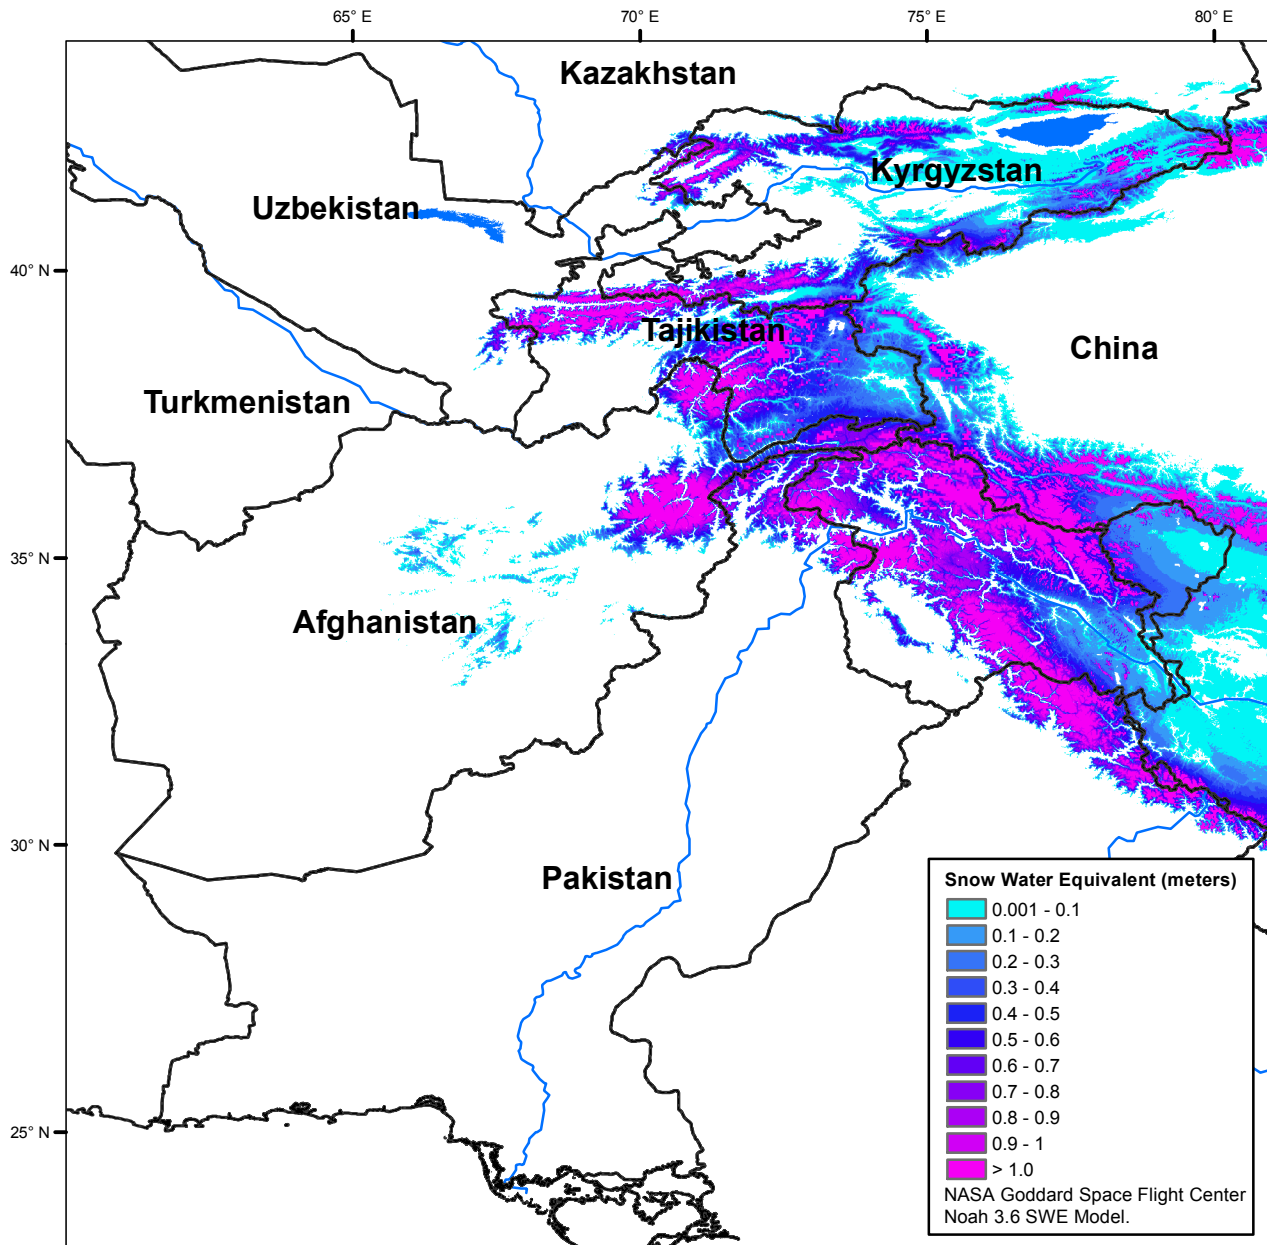 65° E
70° E
75° E
80° E
Kazakhstan
Kyrgyzstan
Uzbekistan
40° N
Tajikistan
China
Turkmenistan
35° N
Afghanistan
30° N
Pakistan
25° N
Snow Water Equivalent (meters)
0.001 - 0.1
0.1 - 0.2
0.2 - 0.3
0.3 - 0.4
0.4 - 0.5
0.5 - 0.6
0.6 - 0.7
0.7 - 0.8
0.8 - 0.9
0.9 - 1
> 1.0
NASA Goddard Space Flight Center
Noah 3.6 SWE Model.